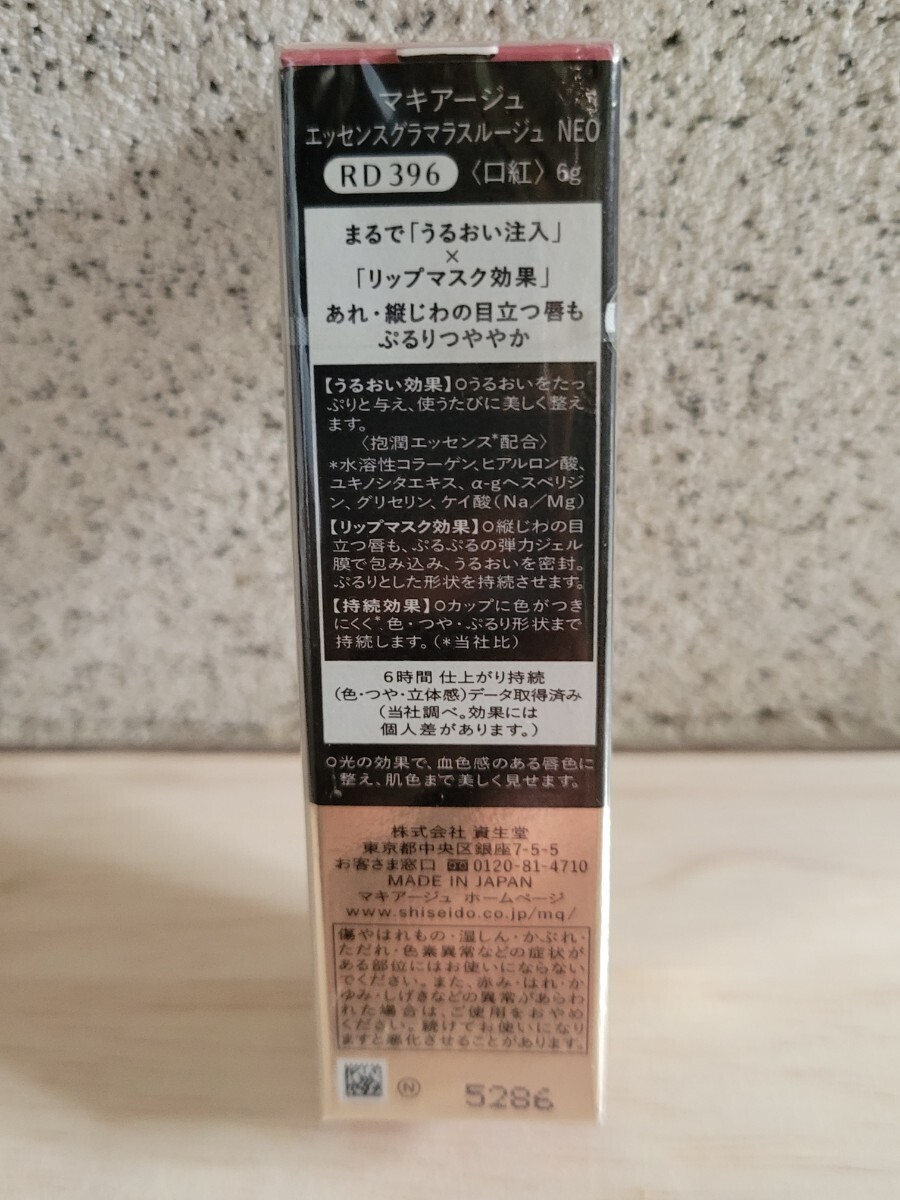 マキアージュ
エッセンスグラマラスルージュ NEO
RD 396 〈口紅〉 6g
まるで「うるおい注入」
×
「リップマスク効果」
あれ・縦じわの目立つ唇も
ぷるりつややか
【うるおい効果】○うるおいをたっ
ぷりと与え、使うたびに美しく整え
ます。
〈抱潤エッセンス*配合〉
*水溶性コラーゲン、ヒアルロン酸、
ユキノシタエキス、α-gヘスペリジ
ン、グリセリン、ケイ酸(Na/Mg)
【リップマスク効果】○縦じわの目
立つ唇も、ぷるぷるの弾力ジェル
膜で包み込み、うるおいを密封。
ぷるりとした形状を持続させます。
【持続効果】○カップに色がつき
にくく*、色・つや・ぷるり形状まで
持続します。(*当社比)
6時間 仕上がり持続
(色・つや・立体感)データ取得済み
(当社調べ。効果には
個人差があります。)
○光の効果で、血色感のある唇色に
整え、肌色まで美しく見せます。
株式会社 資生堂
東京都中央区銀座7-5-5
お客さま窓口 0120-81-4710
MADE IN JAPAN
マキアージュ ホームページ
www.shiseido.co.jp/mq/
傷やはれもの・湿しん・かぶれ・
ただれ・色素異常などの症状が
ある部位にはお使いにならない
でください。また、赤み・はれ・か
ゆみ・しげきなどの異常があらわ
れた場合は、ご使用をおやめ
ください。続けてお使いになり
ますと悪化させることがあります。
N 5286